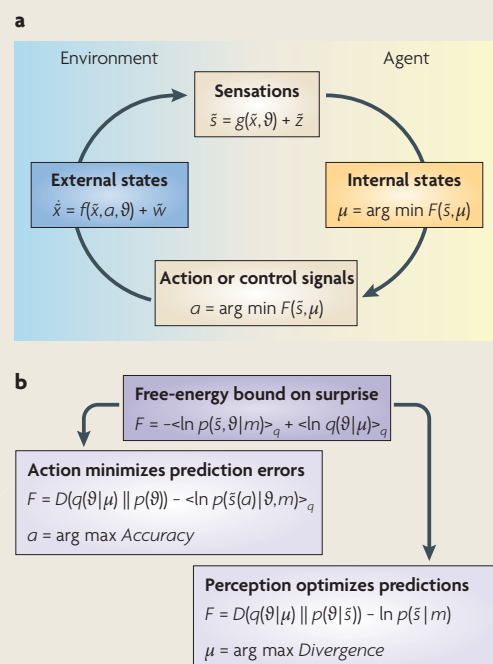 a
Environment
Agent
Sensations
s̃ = g(x̃, ϑ) + z̃
External states
ẋ̃ = f(x̃, a, ϑ) + w̃
Internal states
μ = arg min F(s̃, μ)
Action or control signals
a = arg min F(s̃, μ)
b
Free-energy bound on surprise
F = −<ln p(s̃, ϑ|m)>q + <ln q(ϑ|μ)>q
Action minimizes prediction errors
F = D(q(ϑ|μ) || p(ϑ)) − <ln p(s̃(a)|ϑ, m)>q
a = arg max Accuracy
Perception optimizes predictions
F = D(q(ϑ|μ) || p(ϑ|s̃)) − ln p(s̃|m)
μ = arg max Divergence